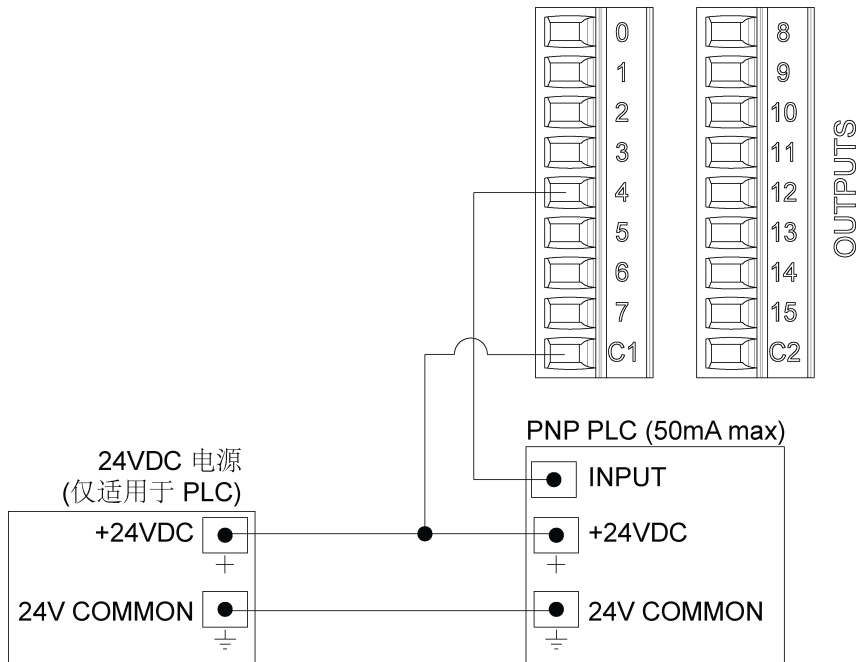 0
1
2
3
4
5
6
7
C1
8
9
10
11
12
13
14
15
C2
OUTPUTS
PNP PLC (50mA max)
INPUT
+24VDC
24V COMMON
24VDC 电源
(仅适用于 PLC)
+24VDC
24V COMMON